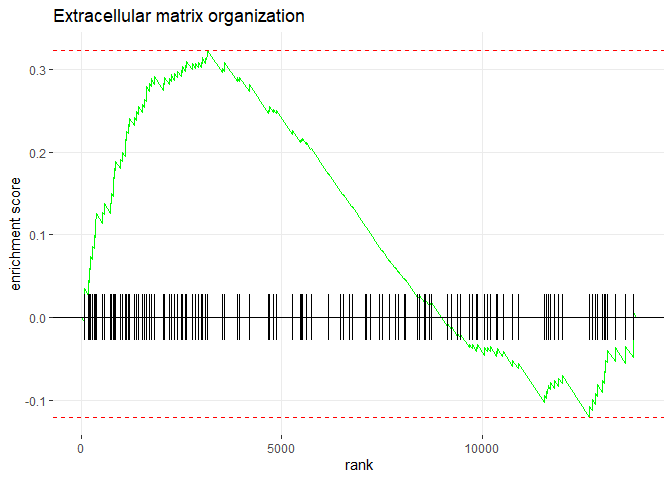 Extracellular matrix organization
0.3
0.2
0.1
0.0
-0.1
enrichment score
0
5000
10000
rank